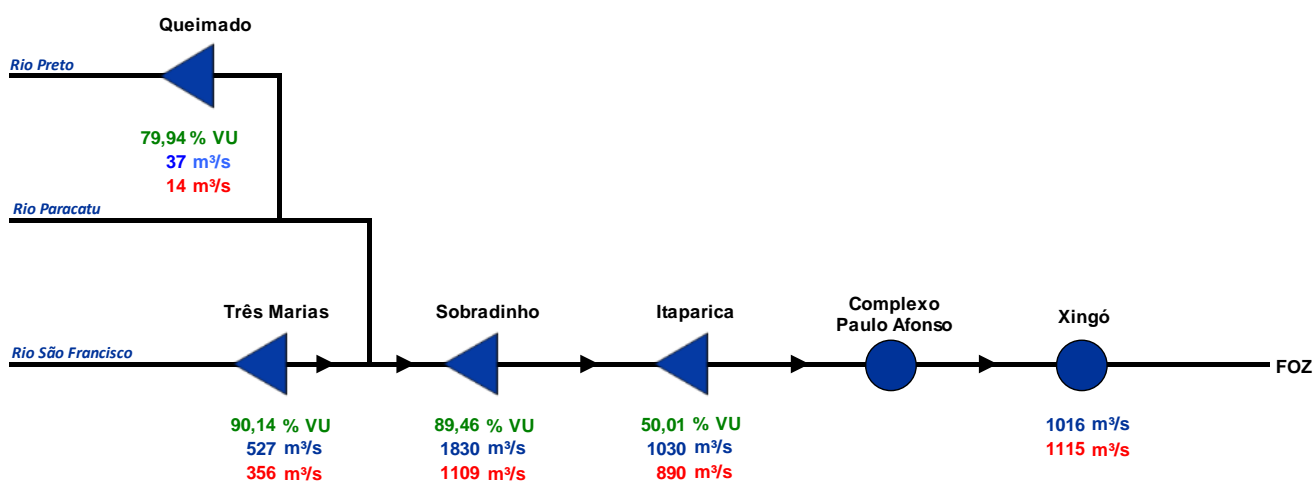 Queimado
Rio Preto
79,94 % VU
37 m³/s
14 m³/s
Rio Paracatu
Três Marias
Sobradinho
Itaparica
Complexo
Paulo Afonso
Xingó
Rio São Francisco
FOZ
90,14 % VU
527 m³/s
356 m³/s
89,46 % VU
1830 m³/s
1109 m³/s
50,01 % VU
1030 m³/s
890 m³/s
1016 m³/s
1115 m³/s